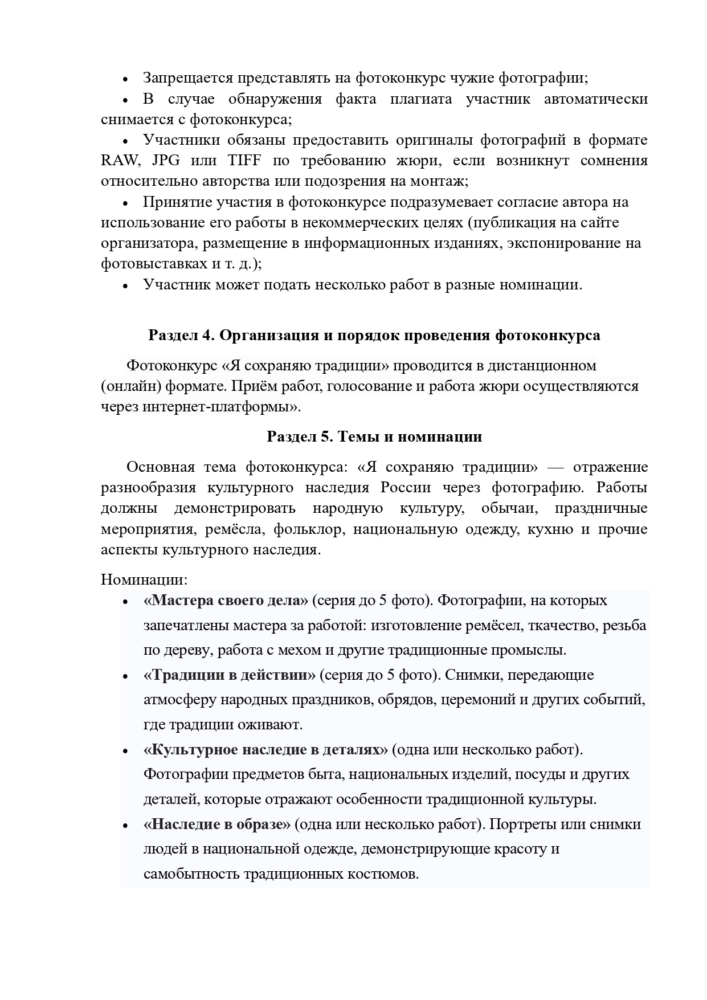 • Запрещается представлять на фотоконкурс чужие фотографии;
• В случае обнаружения факта плагиата участник автоматически
снимается с фотоконкурса;
• Участники обязаны предоставить оригиналы фотографий в формате
RAW, JPG или TIFF по требованию жюри, если возникнут сомнения
относительно авторства или подозрения на монтаж;
• Принятие участия в фотоконкурсе подразумевает согласие автора на
использование его работы в некоммерческих целях (публикация на сайте
организатора, размещение в информационных изданиях, экспонирование на
фотовыставках и т. д.);
• Участник может подать несколько работ в разные номинации.
Раздел 4. Организация и порядок проведения фотоконкурса
Фотоконкурс «Я сохраняю традиции» проводится в дистанционном
(онлайн) формате. Приём работ, голосование и работа жюри осуществляются
через интернет-платформы».
Раздел 5. Темы и номинации
Основная тема фотоконкурса: «Я сохраняю традиции» — отражение
разнообразия культурного наследия России через фотографию. Работы
должны демонстрировать народную культуру, обычаи, праздничные
мероприятия, ремёсла, фольклор, национальную одежду, кухню и прочие
аспекты культурного наследия.
Номинации:
• «Мастера своего дела» (серия до 5 фото). Фотографии, на которых
запечатлены мастера за работой: изготовление ремёсел, ткачество, резьба
по дереву, работа с мехом и другие традиционные промыслы.
• «Традиции в действии» (серия до 5 фото). Снимки, передающие
атмосферу народных праздников, обрядов, церемоний и других событий,
где традиции оживают.
• «Культурное наследие в деталях» (одна или несколько работ).
Фотографии предметов быта, национальных изделий, посуды и других
деталей, которые отражают особенности традиционной культуры.
• «Наследие в образе» (одна или несколько работ). Портреты или снимки
людей в национальной одежде, демонстрирующие красоту и
самобытность традиционных костюмов.